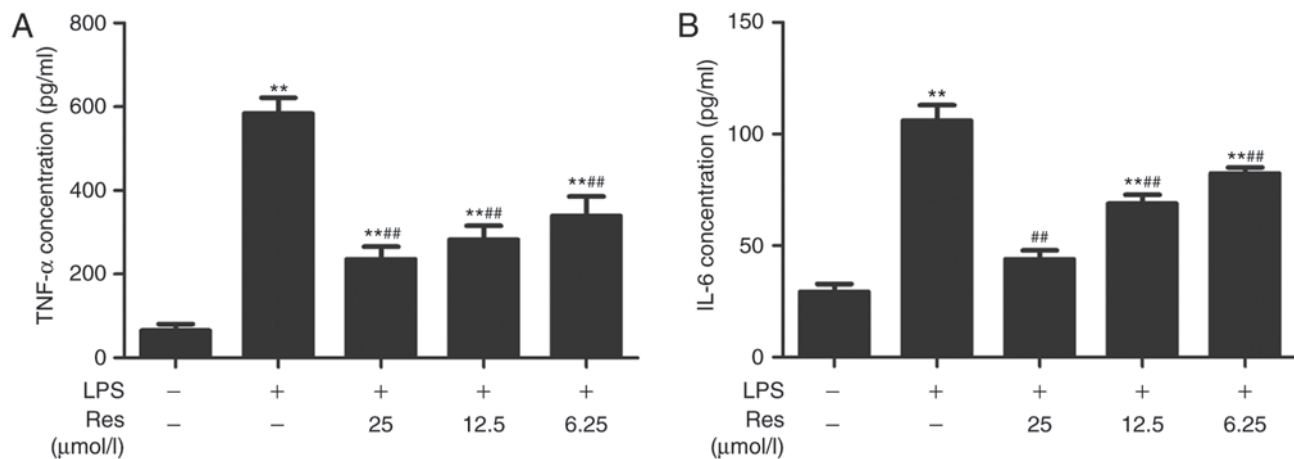 A
TNF-α concentration (pg/ml)
800
600
400
200
0
**
**##
**##
**##
LPS − + + + +
Res − − 25 12.5 6.25
(μmol/l)
B
IL-6 concentration (pg/ml)
150
100
50
0
**
##
**##
**##
LPS − + + + +
Res − − 25 12.5 6.25
(μmol/l)